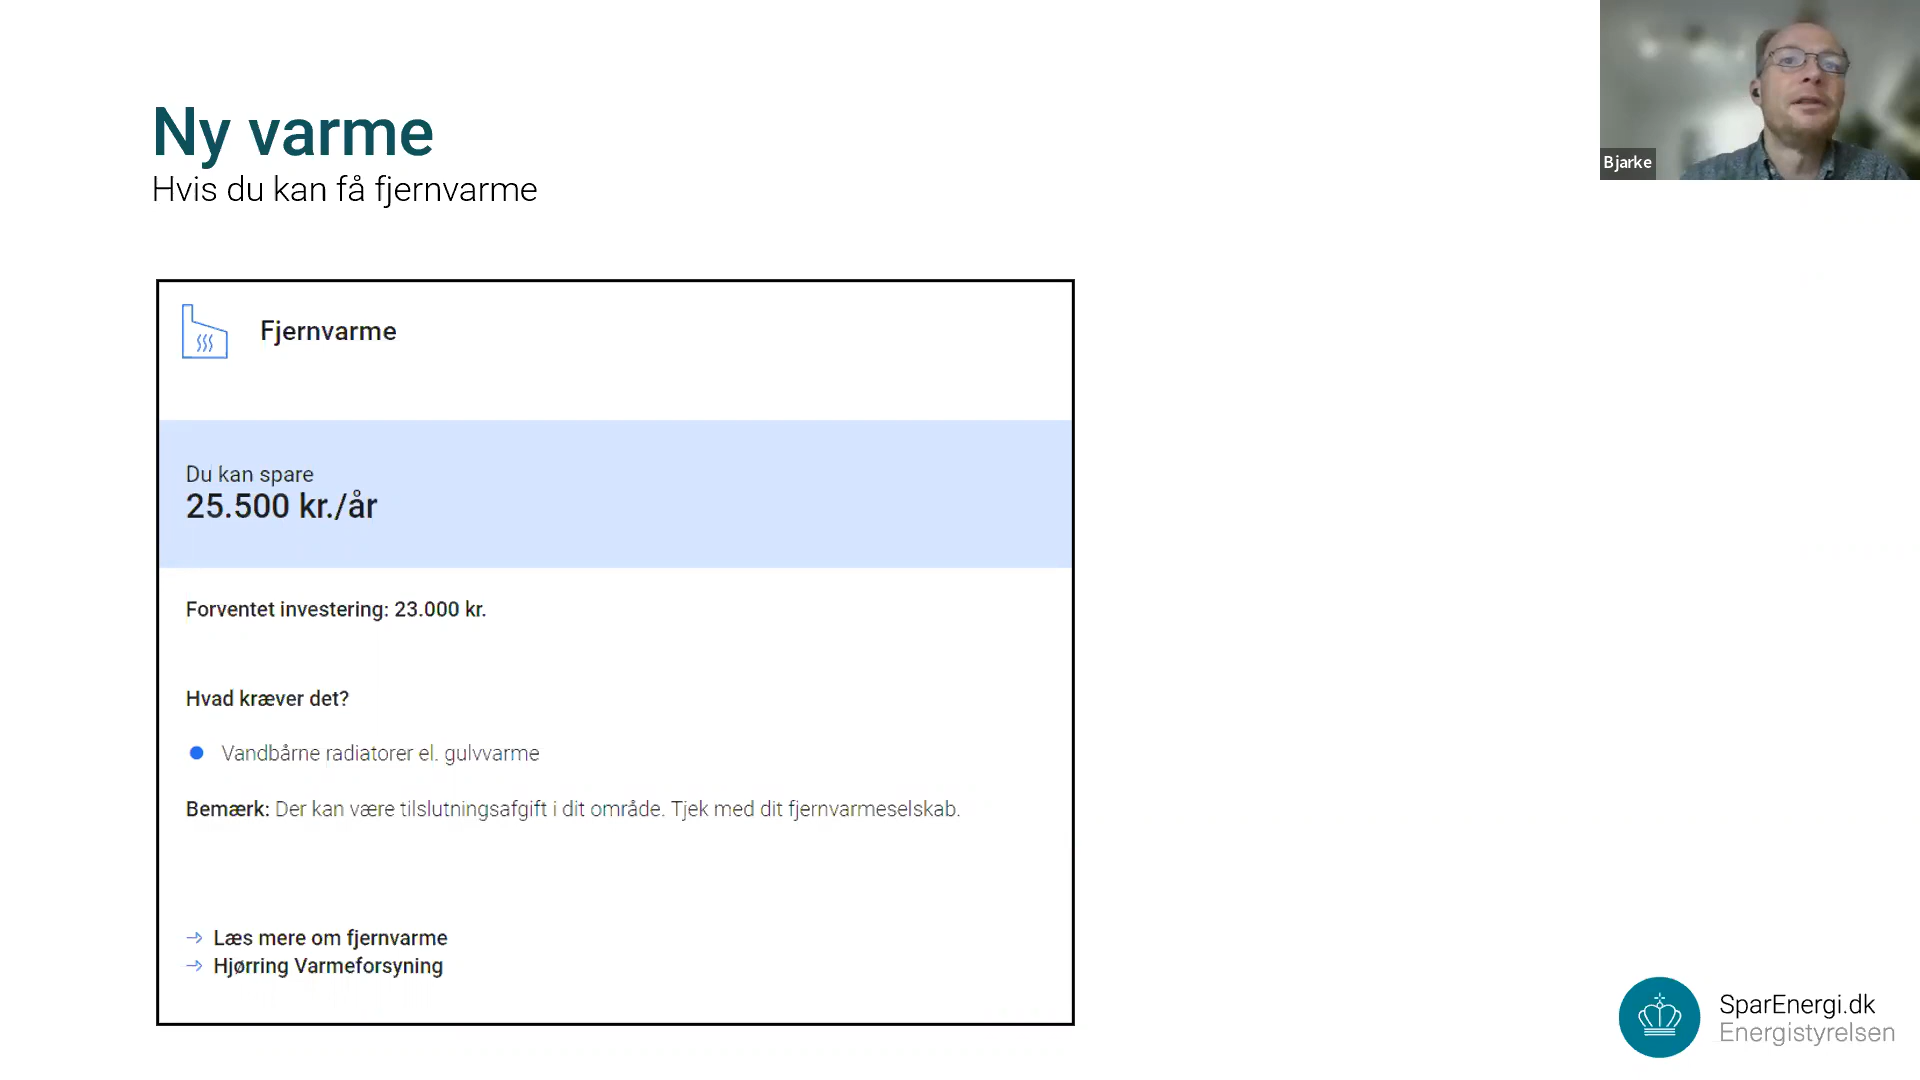 Ny varme
Hvis du kan få fjernvarme
Bjarke
Fjernvarme
Du kan spare
25.500 kr./år
Forventet investering: 23.000 kr.
Hvad kræver det?
Vandbårne radiatorer el. gulvvarme
Bemærk: Der kan være tilslutningsafgift i dit område. Tjek med dit fjernvarmeselskab.
Læs mere om fjernvarme
Hjørring Varmeforsyning
SparEnergi.dk
Energistyrelsen